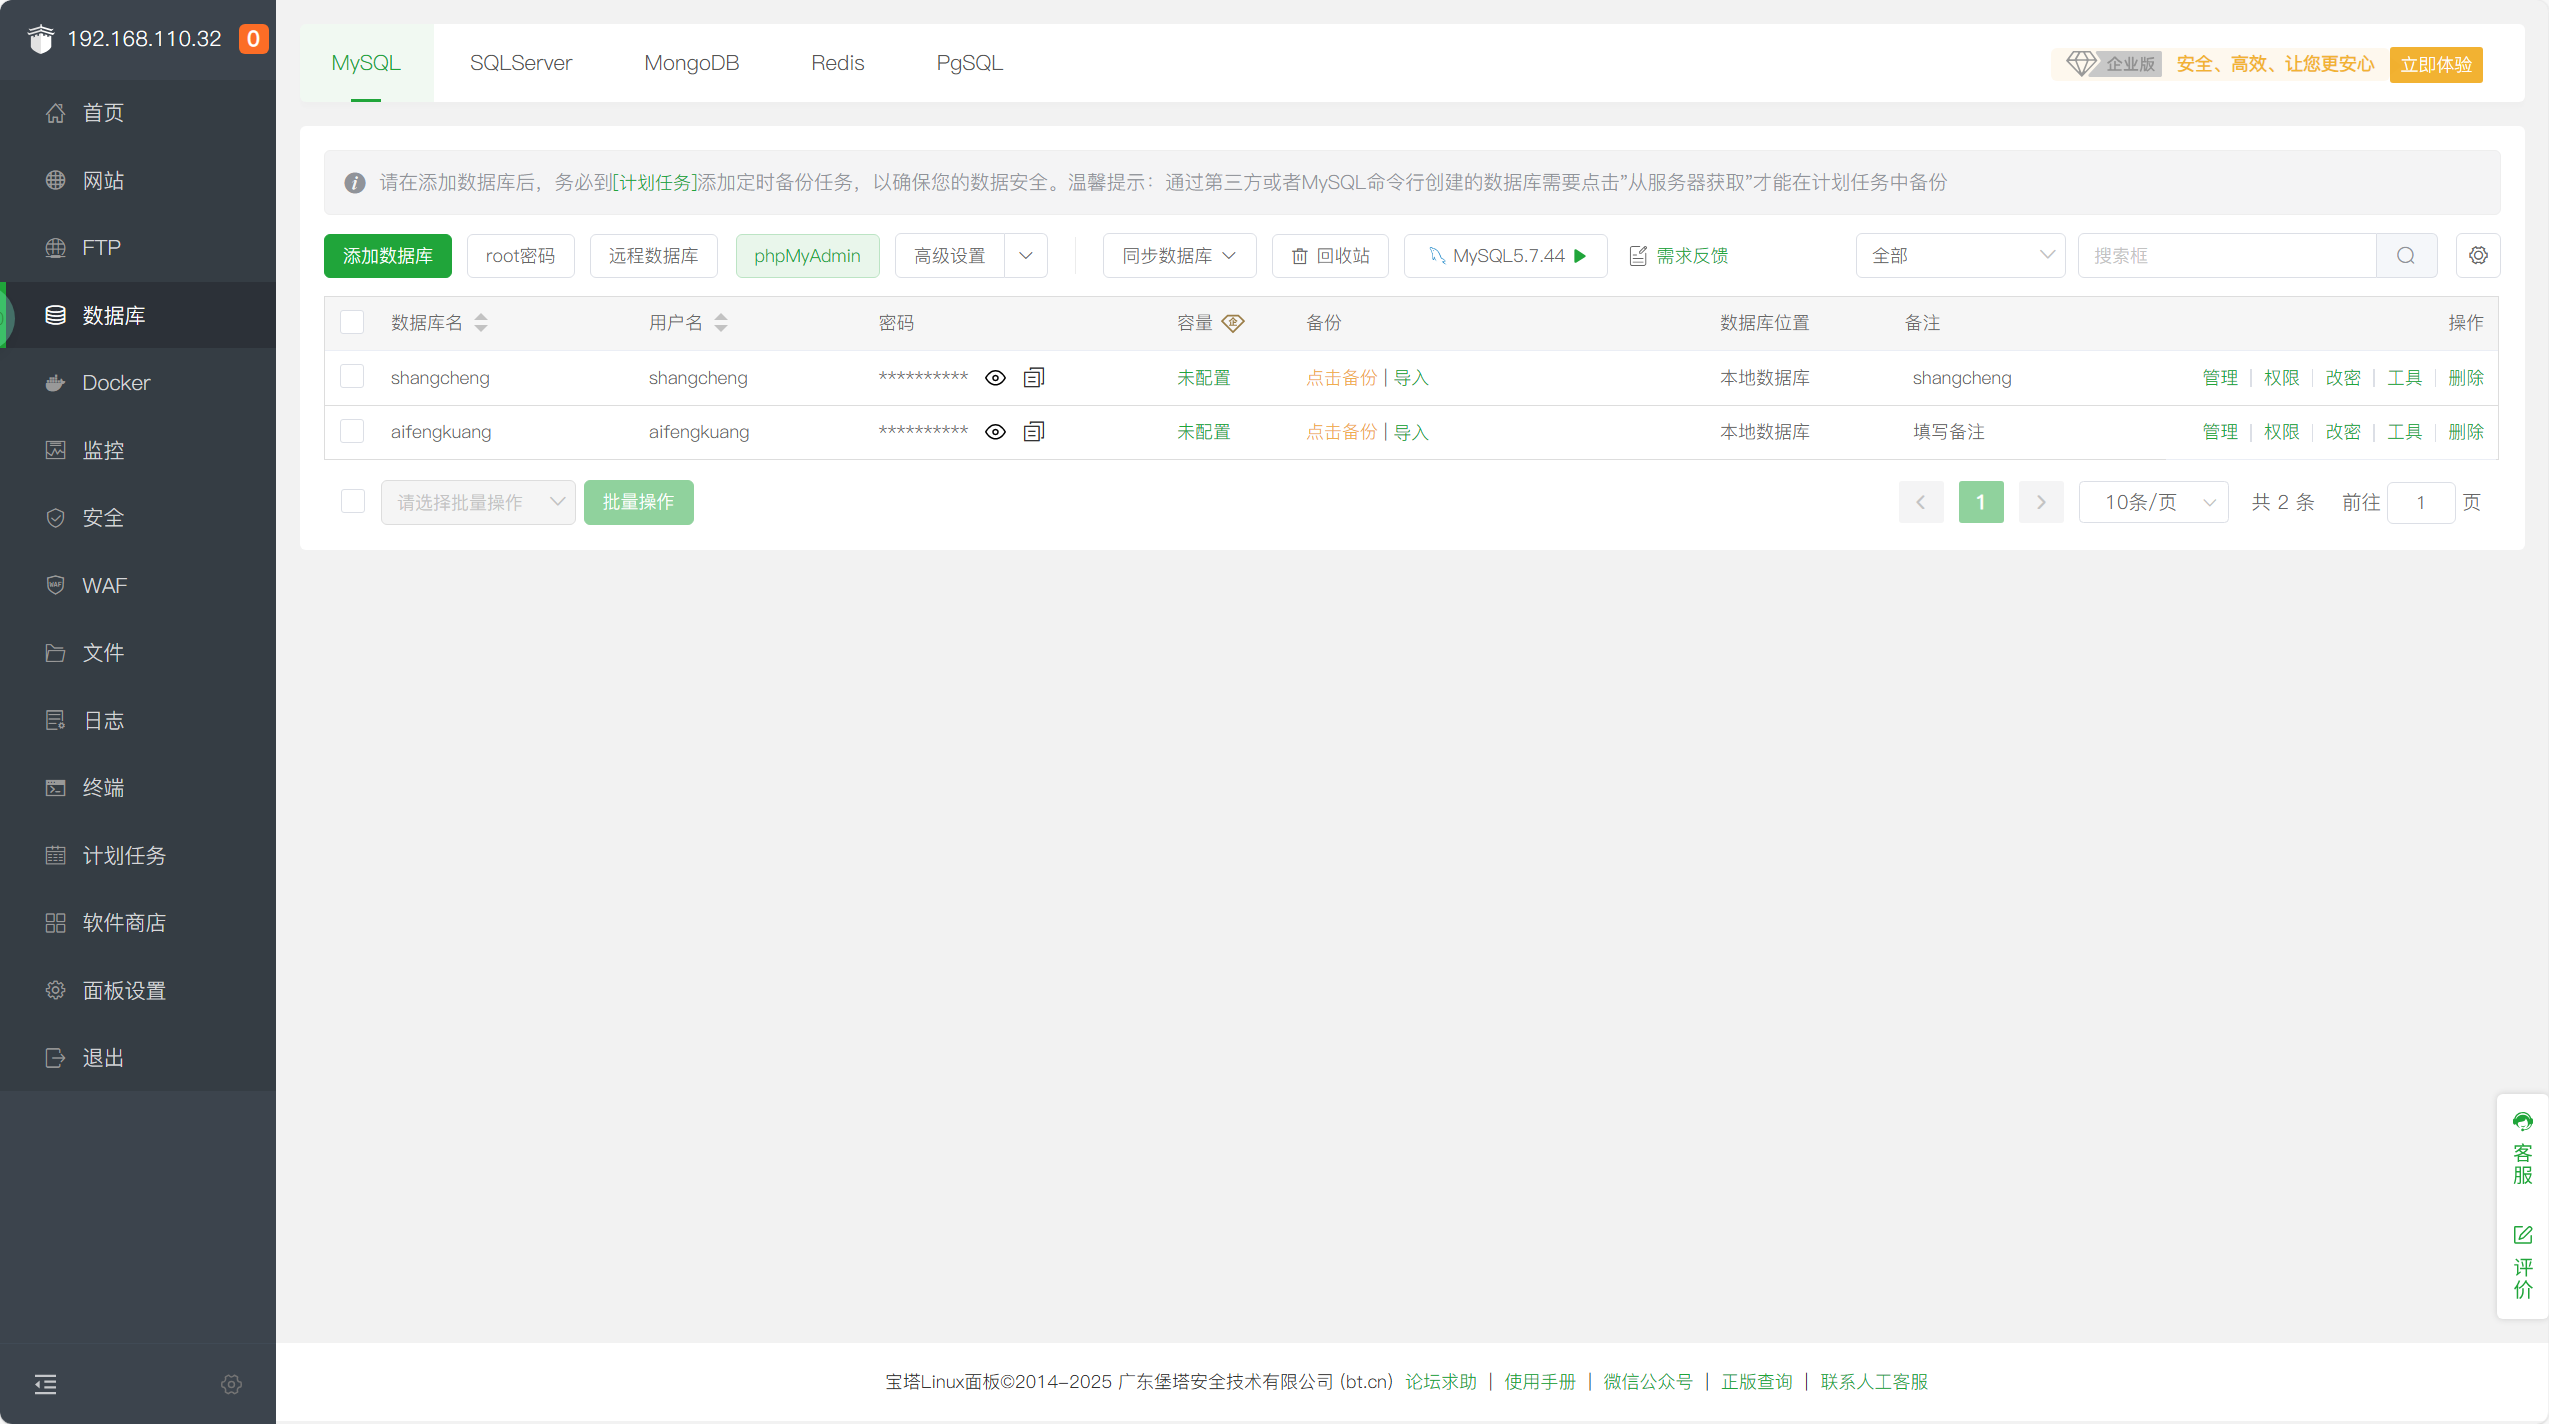 192.168.110.32 0
首页
网站
FTP
数据库
Docker
监控
安全
WAF
文件
日志
终端
计划任务
软件商店
面板设置
退出
MySQL SQLServer MongoDB Redis PgSQL
企业版 安全、高效、让您更安心 立即体验
请在添加数据库后，务必到[计划任务]添加定时备份任务，以确保您的数据安全。温馨提示：通过第三方或者MySQL命令行创建的数据库需要点击”从服务器获取”才能在计划任务中备份
添加数据库 root密码 远程数据库 phpMyAdmin 高级设置 同步数据库 回收站 MySQL5.7.44 需求反馈 全部 搜索框
数据库名 用户名 密码 容量 企 备份 数据库位置 备注 操作
shangcheng shangcheng ********** 未配置 点击备份 | 导入 本地数据库 shangcheng 管理 | 权限 | 改密 | 工具 | 删除
aifengkuang aifengkuang ********** 未配置 点击备份 | 导入 本地数据库 填写备注 管理 | 权限 | 改密 | 工具 | 删除
请选择批量操作 批量操作 1 10条/页 共 2 条 前往 1 页
客服
评价
宝塔Linux面板©2014-2025 广东堡塔安全技术有限公司 (bt.cn) 论坛求助 | 使用手册 | 微信公众号 | 正版查询 | 联系人工客服